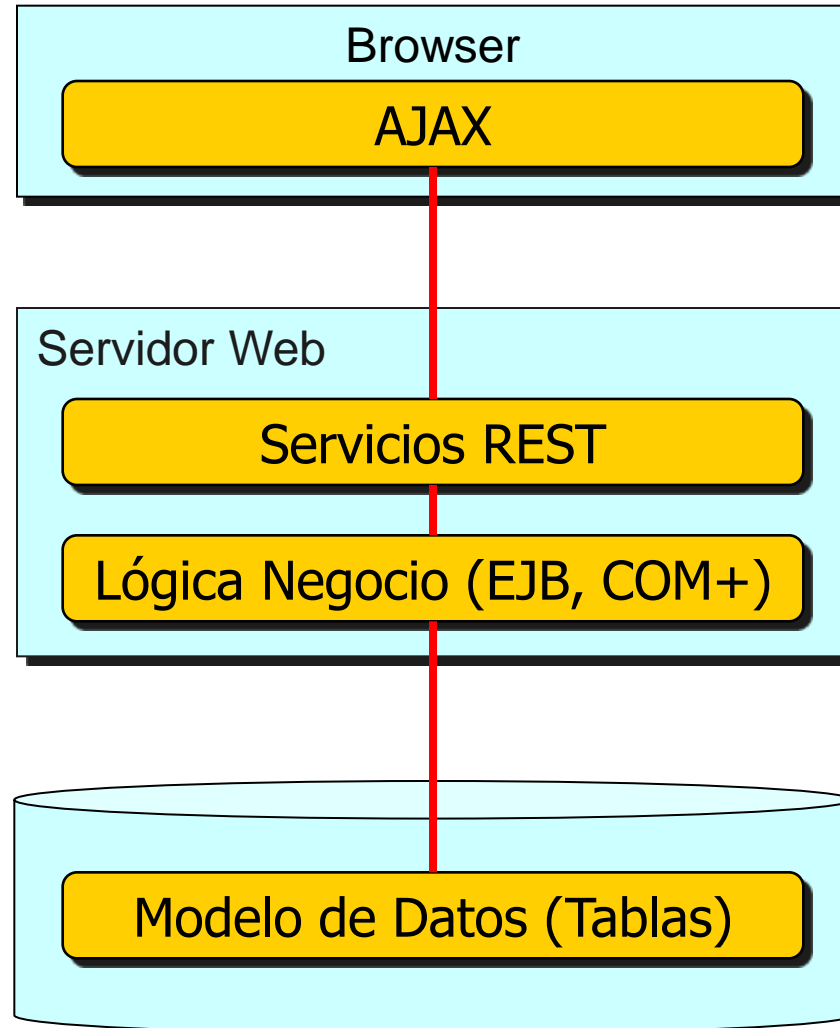 Browser
AJAX
Servidor Web
Servicios REST
Lógica Negocio (EJB, COM+)
Modelo de Datos (Tablas)